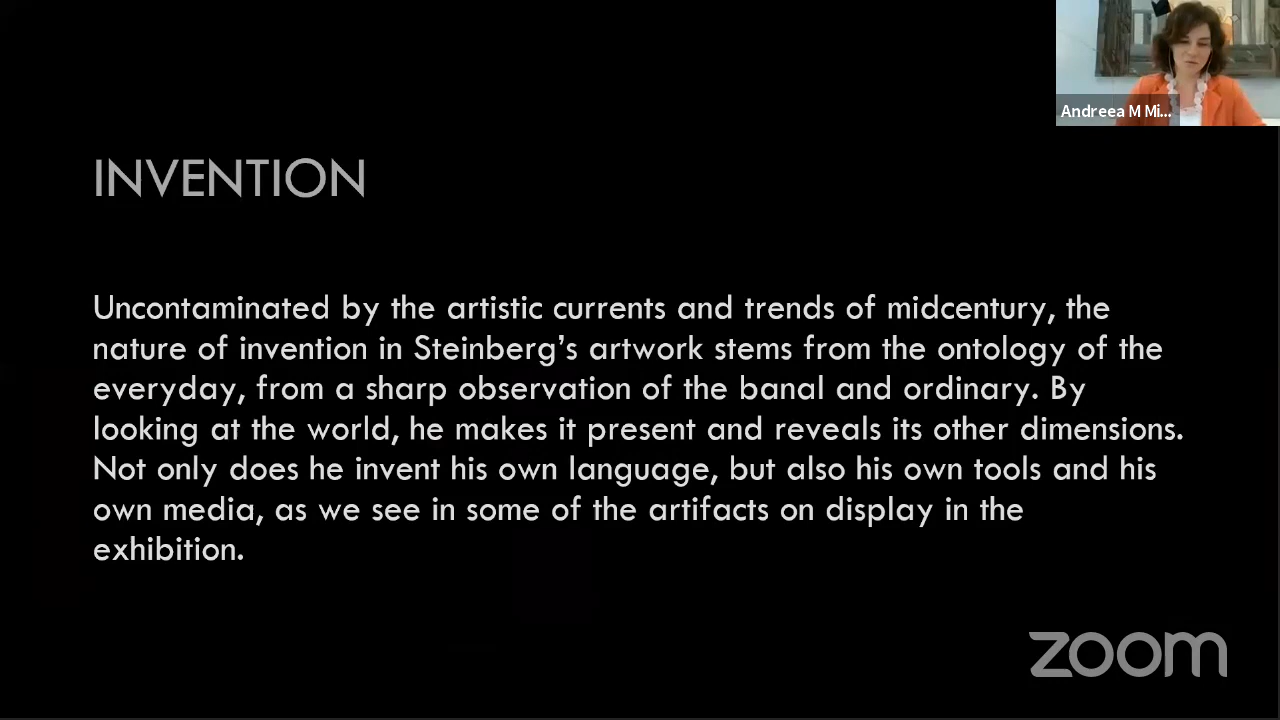 Andreea M Mi...
INVENTION
Uncontaminated by the artistic currents and trends of midcentury, the
nature of invention in Steinberg's artwork stems from the ontology of the
everyday, from a sharp observation of the banal and ordinary. By
looking at the world, he makes it present and reveals its other dimensions.
Not only does he invent his own language, but also his own tools and his
own media, as we see in some of the artifacts on display in the
exhibition.
zoom